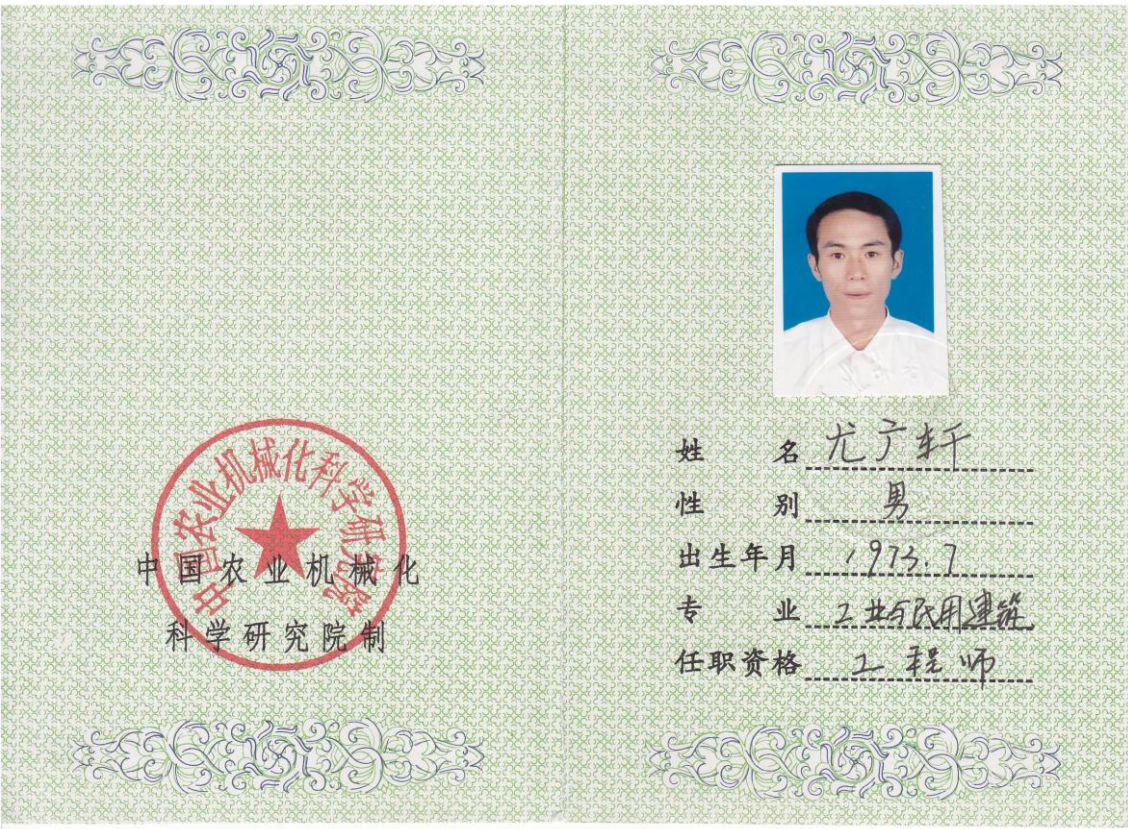 中国农业机械化科学研究院
中国农业机械化
科学研究院制
姓名 尤广轩
性别 男
出生年月 1973.7
专业 工业与民用建筑
任职资格 工程师